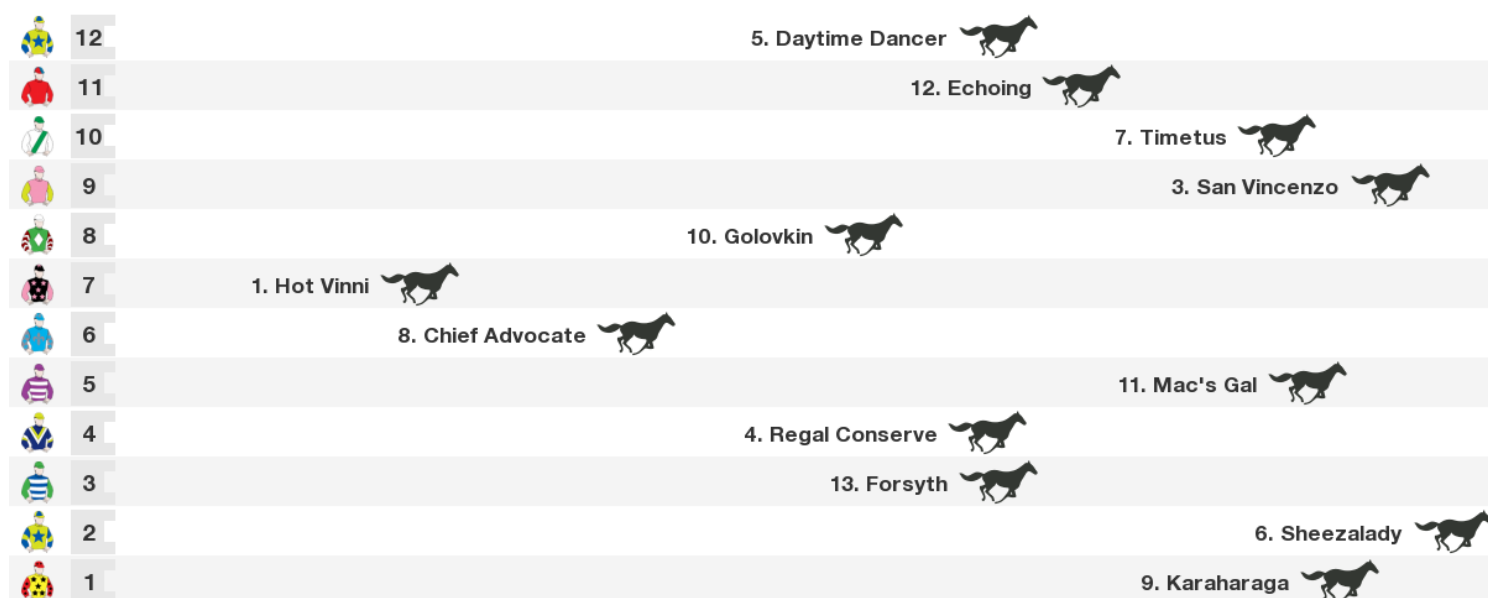 12 5. Daytime Dancer
11 12. Echoing
10 7. Timetus
9 3. San Vincenzo
8 10. Golovkin
7 1. Hot Vinni
6 8. Chief Advocate
5 11. Mac's Gal
4 4. Regal Conserve
3 13. Forsyth
2 6. Sheezalady
1 9. Karaharaga